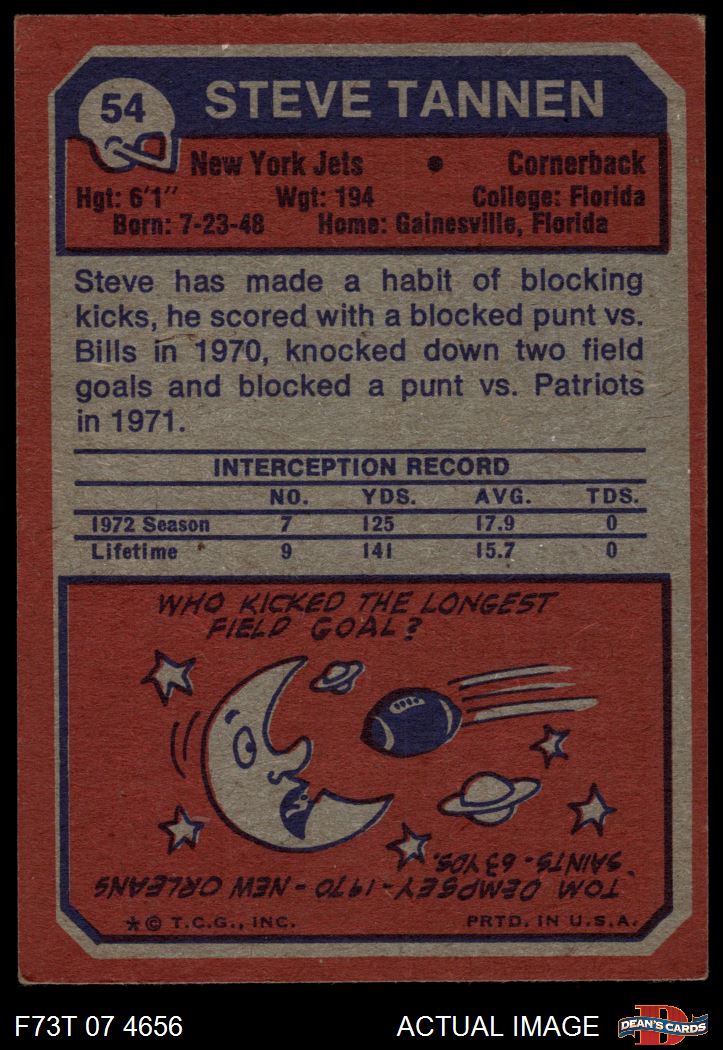 54
STEVE TANNEN
New York Jets • Cornerback
Hgt: 6'1" Wgt: 194 College: Florida
Born: 7-23-48 Home: Gainesville, Florida
Steve has made a habit of blocking
kicks, he scored with a blocked punt vs.
Bills in 1970, knocked down two field
goals and blocked a punt vs. Patriots
in 1971.
INTERCEPTION RECORD
NO. YDS. AVG. TDS.
1972 Season 7 125 17.9 0
Lifetime 9 141 15.7 0
WHO KICKED THE LONGEST
FIELD GOAL?
TOM DEMPSEY-1970-NEW ORLEANS
SAINTS-63 YDS.
* © T.C.G., INC. PRTD. IN U.S.A.
F73T 07 4656 ACTUAL IMAGE
D
DEAN'S CARDS